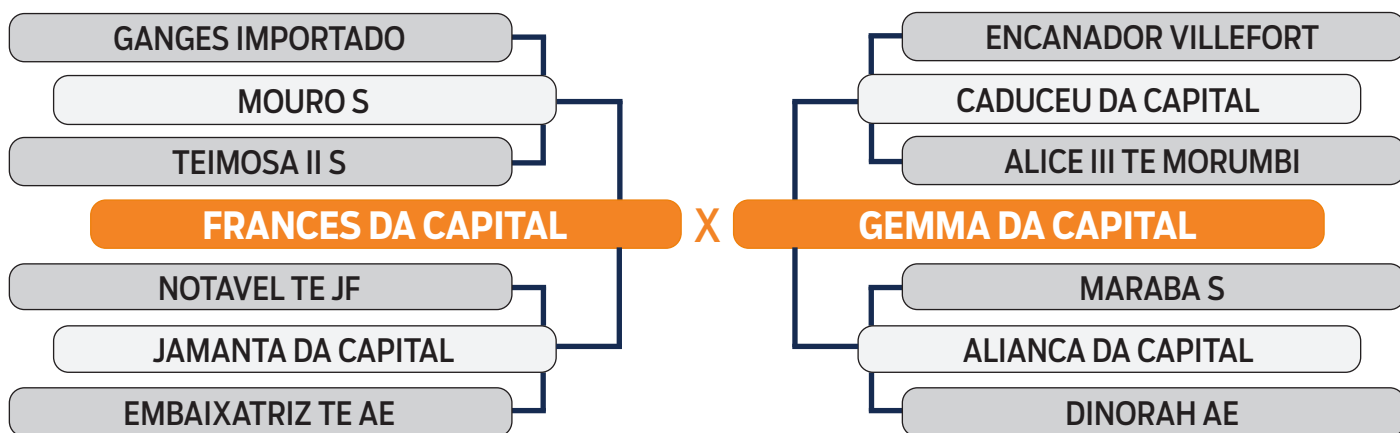 GANGES IMPORTADO
MOURO S
TEIMOSA II S
FRANCES DA CAPITAL
NOTAVEL TE JF
JAMANTA DA CAPITAL
EMBAIXATRIZ TE AE
X
ENCANADOR VILLEFORT
CADUCEU DA CAPITAL
ALICE III TE MORUMBI
GEMMA DA CAPITAL
MARABA S
ALIANCA DA CAPITAL
DINORAH AE